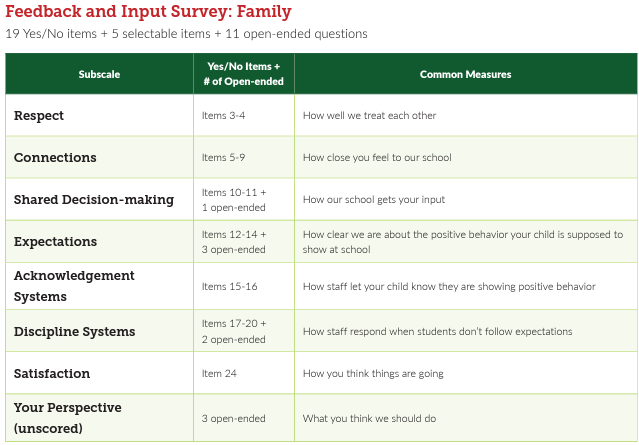 Feedback and Input Survey: Family
19 Yes/No items + 5 selectable items + 11 open-ended questions
Subscale
Yes/No Items +
# of Open-ended
Common Measures
Respect
Items 3-4
How well we treat each other
Connections
Items 5-9
How close you feel to our school
Shared Decision-making
Items 10-11 +
1 open-ended
How our school gets your input
Expectations
Items 12-14 +
3 open-ended
How clear we are about the positive behavior your child is supposed to
show at school
Acknowledgement
Systems
Items 15-16
How staff let your child know they are showing positive behavior
Discipline Systems
Items 17-20 +
2 open-ended
How staff respond when students don't follow expectations
Satisfaction
Item 24
How you think things are going
Your Perspective
(unscored)
3 open-ended
What you think we should do